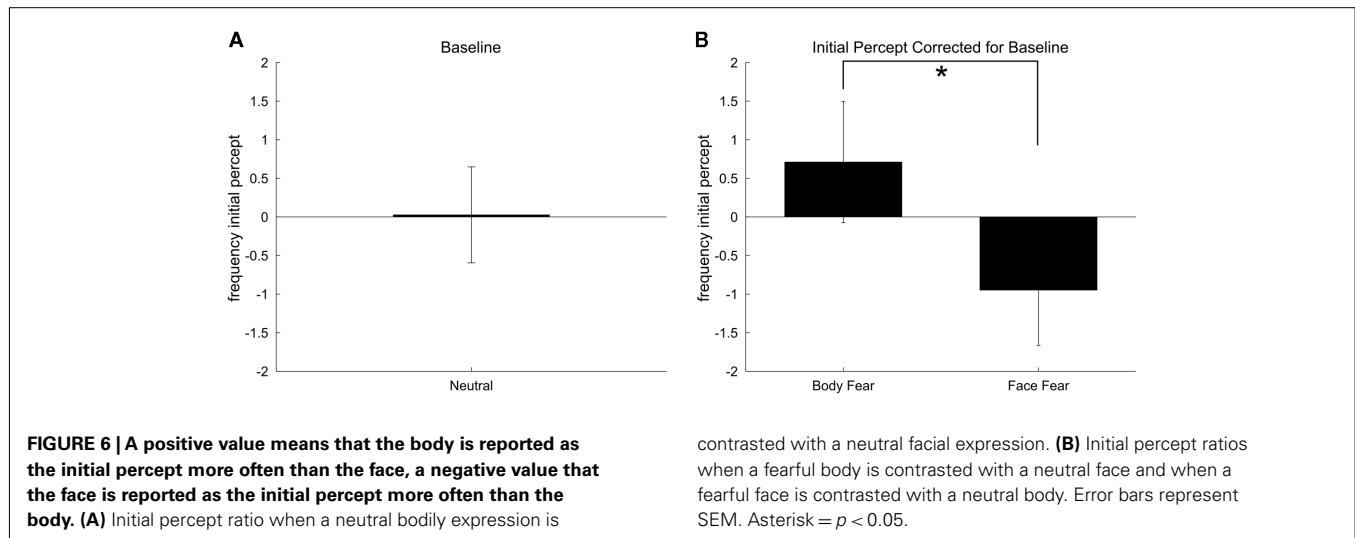 A
Baseline
2
1.5
1
0.5
0
-0.5
-1
-1.5
-2
frequency initial percept
Neutral
B
Initial Percept Corrected for Baseline
*
2
1.5
1
0.5
0
-0.5
-1
-1.5
-2
frequency initial percept
Body Fear Face Fear
FIGURE 6 | A positive value means that the body is reported as
the initial percept more often than the face, a negative value that
the face is reported as the initial percept more often than the
body. (A) Initial percept ratio when a neutral bodily expression is
contrasted with a neutral facial expression. (B) Initial percept ratios
when a fearful body is contrasted with a neutral face and when a
fearful face is contrasted with a neutral body. Error bars represent
SEM. Asterisk = p < 0.05.